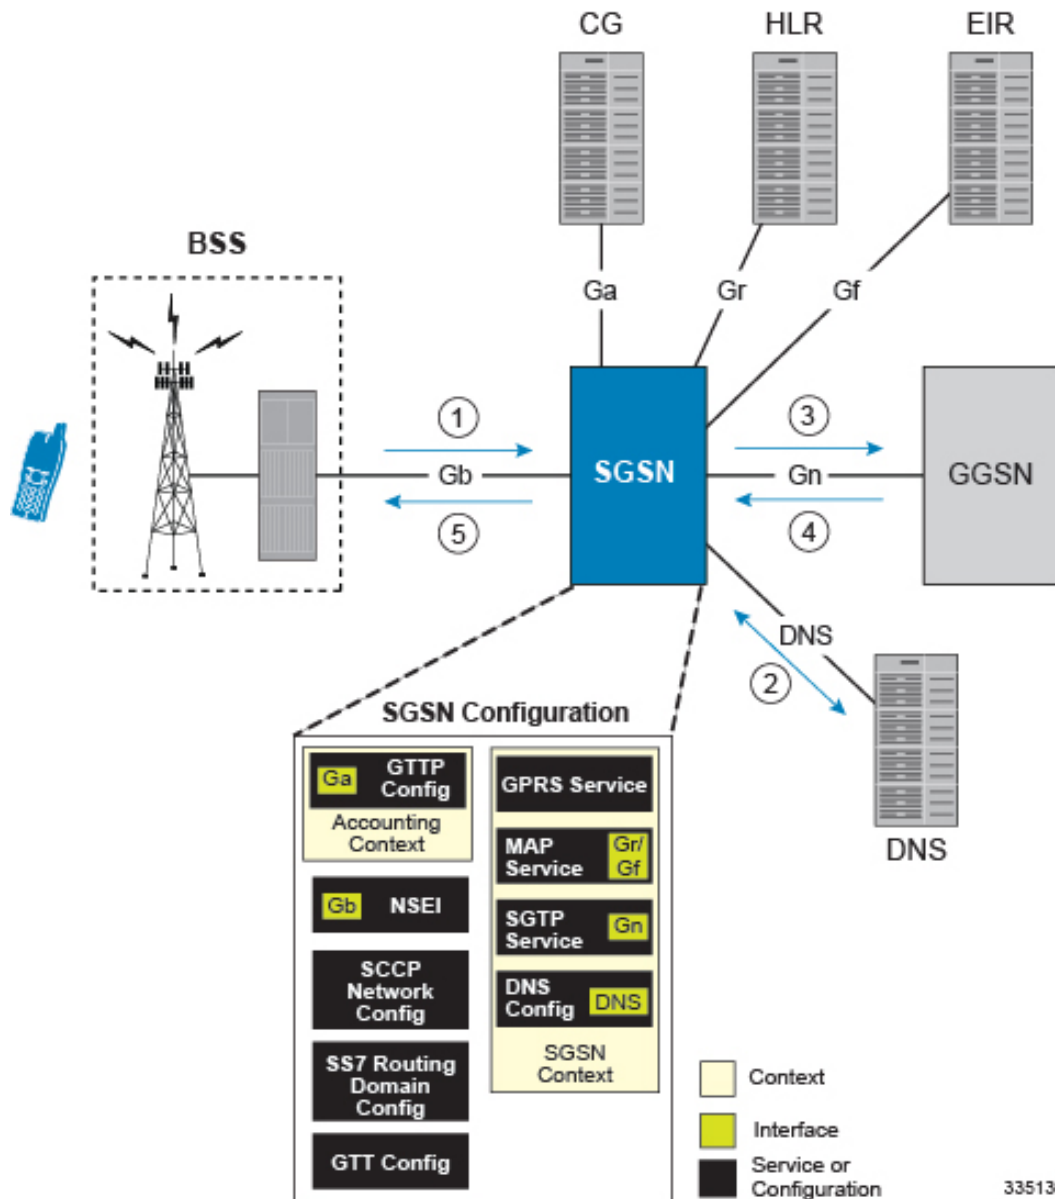 CG
HLR
EIR
BSS
Ga
Gr
Gf
1
3
Gb
SGSN
Gn
GGSN
5
4
DNS
2
SGSN Configuration
DNS
Ga
GTTP
Config
Accounting
Context
GPRS Service
MAP
Service
Gr/
Gf
Gb
NSEI
SGTP
Service
Gn
SCCP
Network
Config
DNS
Config
DNS
SGSN
Context
SS7 Routing
Domain
Config
GTT Config
Context
Interface
Service or
Configuration
33513